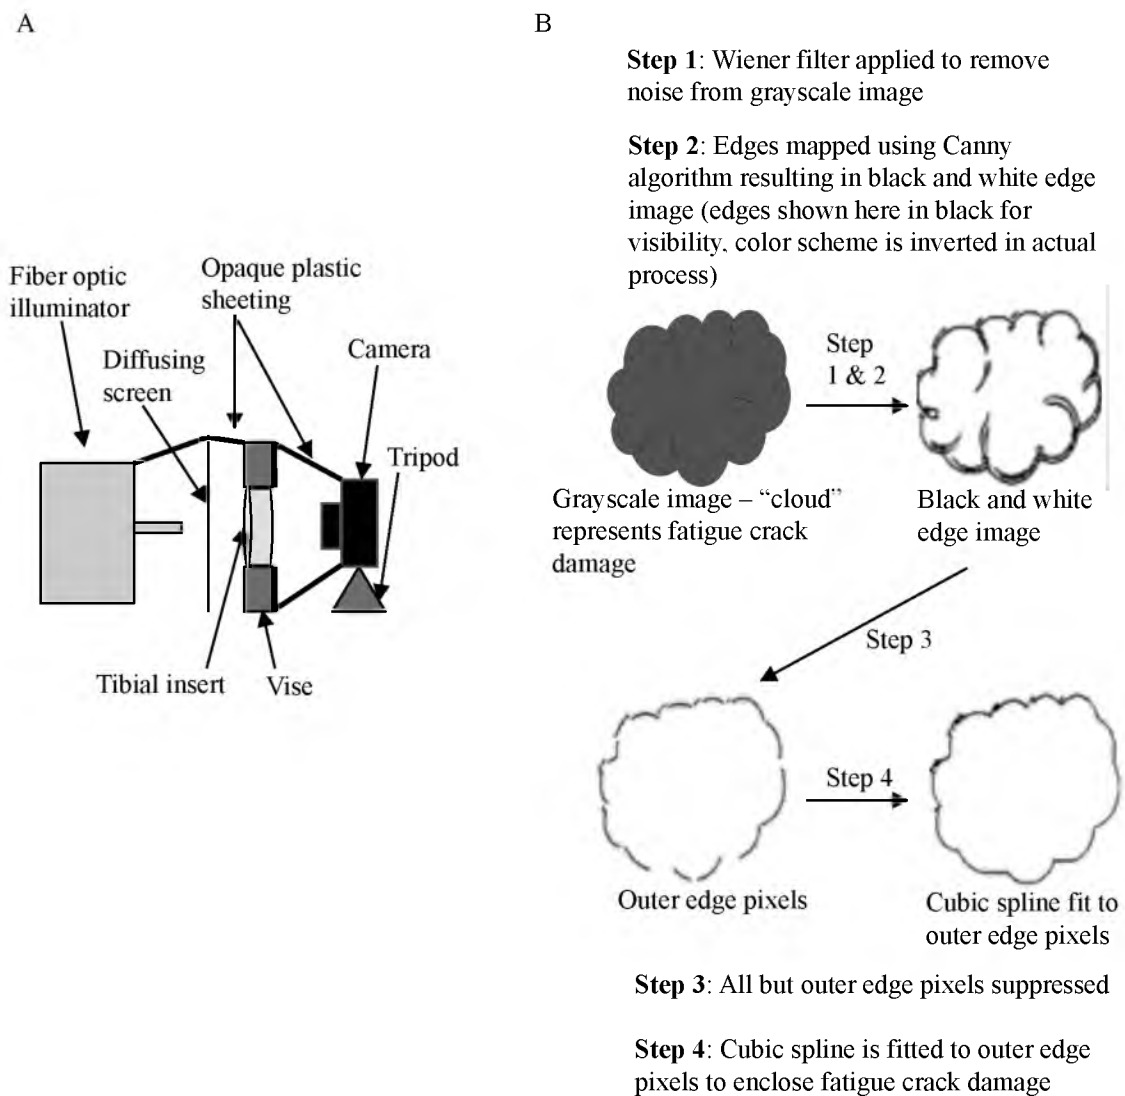 A
Fiber optic
illuminator
Opaque plastic
sheeting
Diffusing
screen
Camera
Tripod
Tibial insert
Vise
B
Step 1: Wiener filter applied to remove
noise from grayscale image
Step 2: Edges mapped using Canny
algorithm resulting in black and white edge
image (edges shown here in black for
visibility, color scheme is inverted in actual
process)
Step
1 & 2
Grayscale image – “cloud”
represents fatigue crack
damage
Black and white
edge image
Step 3
Step 4
Outer edge pixels
Cubic spline fit to
outer edge pixels
Step 3: All but outer edge pixels suppressed
Step 4: Cubic spline is fitted to outer edge
pixels to enclose fatigue crack damage